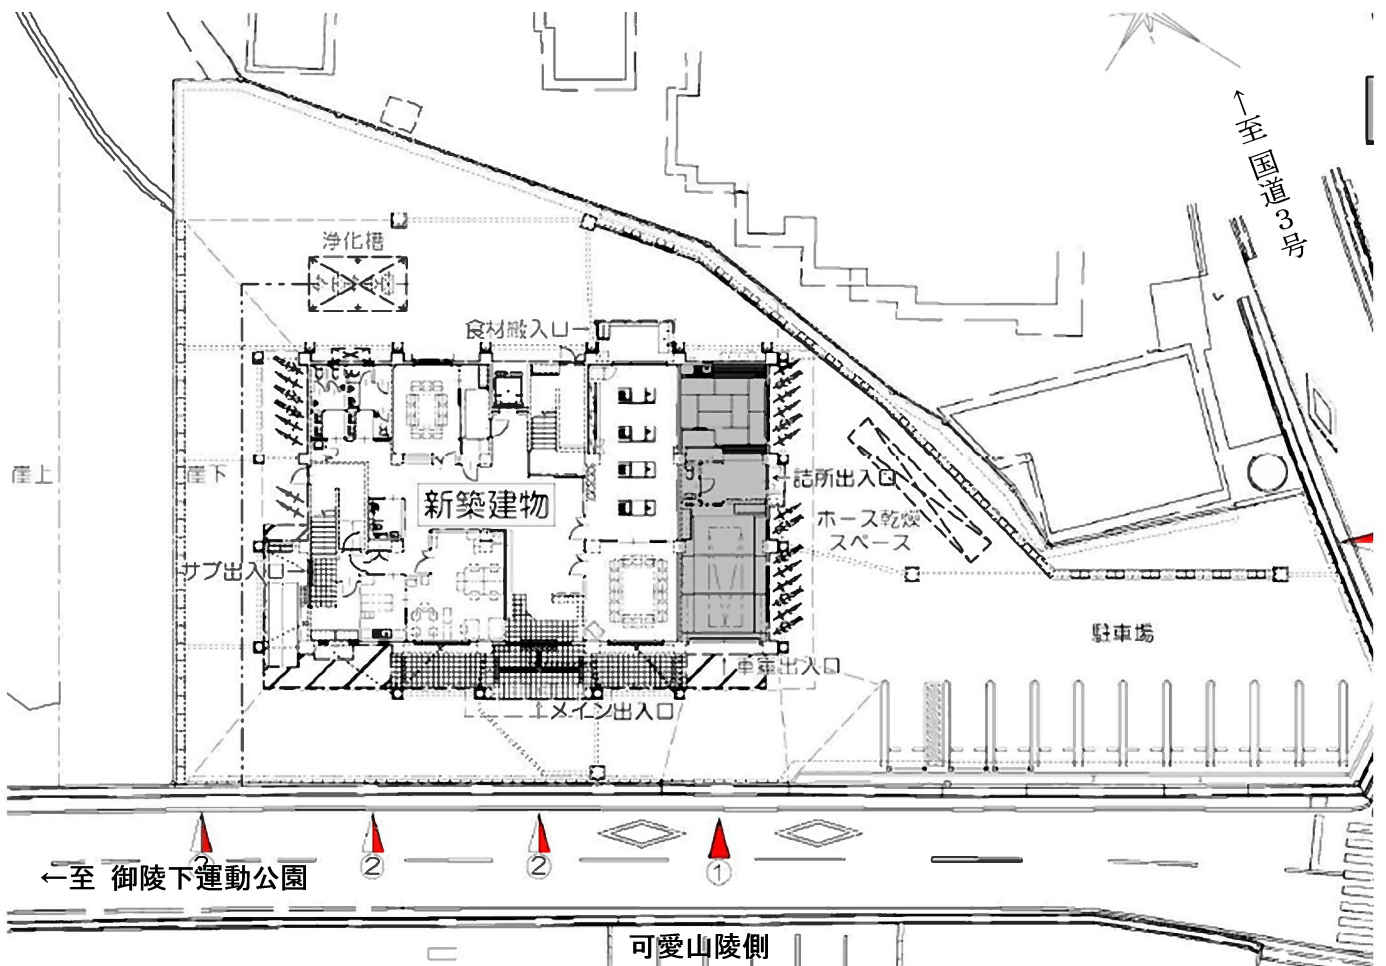 ←至 国道3号
浄化槽
食材搬入口→
崖上
崖下
新築建物
←詰所出入口
ホース乾燥
スペース
サブ出入口→
駐車場
↑車庫出入口
↑メイン出入口
②
②
②
①
←至 御陵下運動公園
可愛山陵側